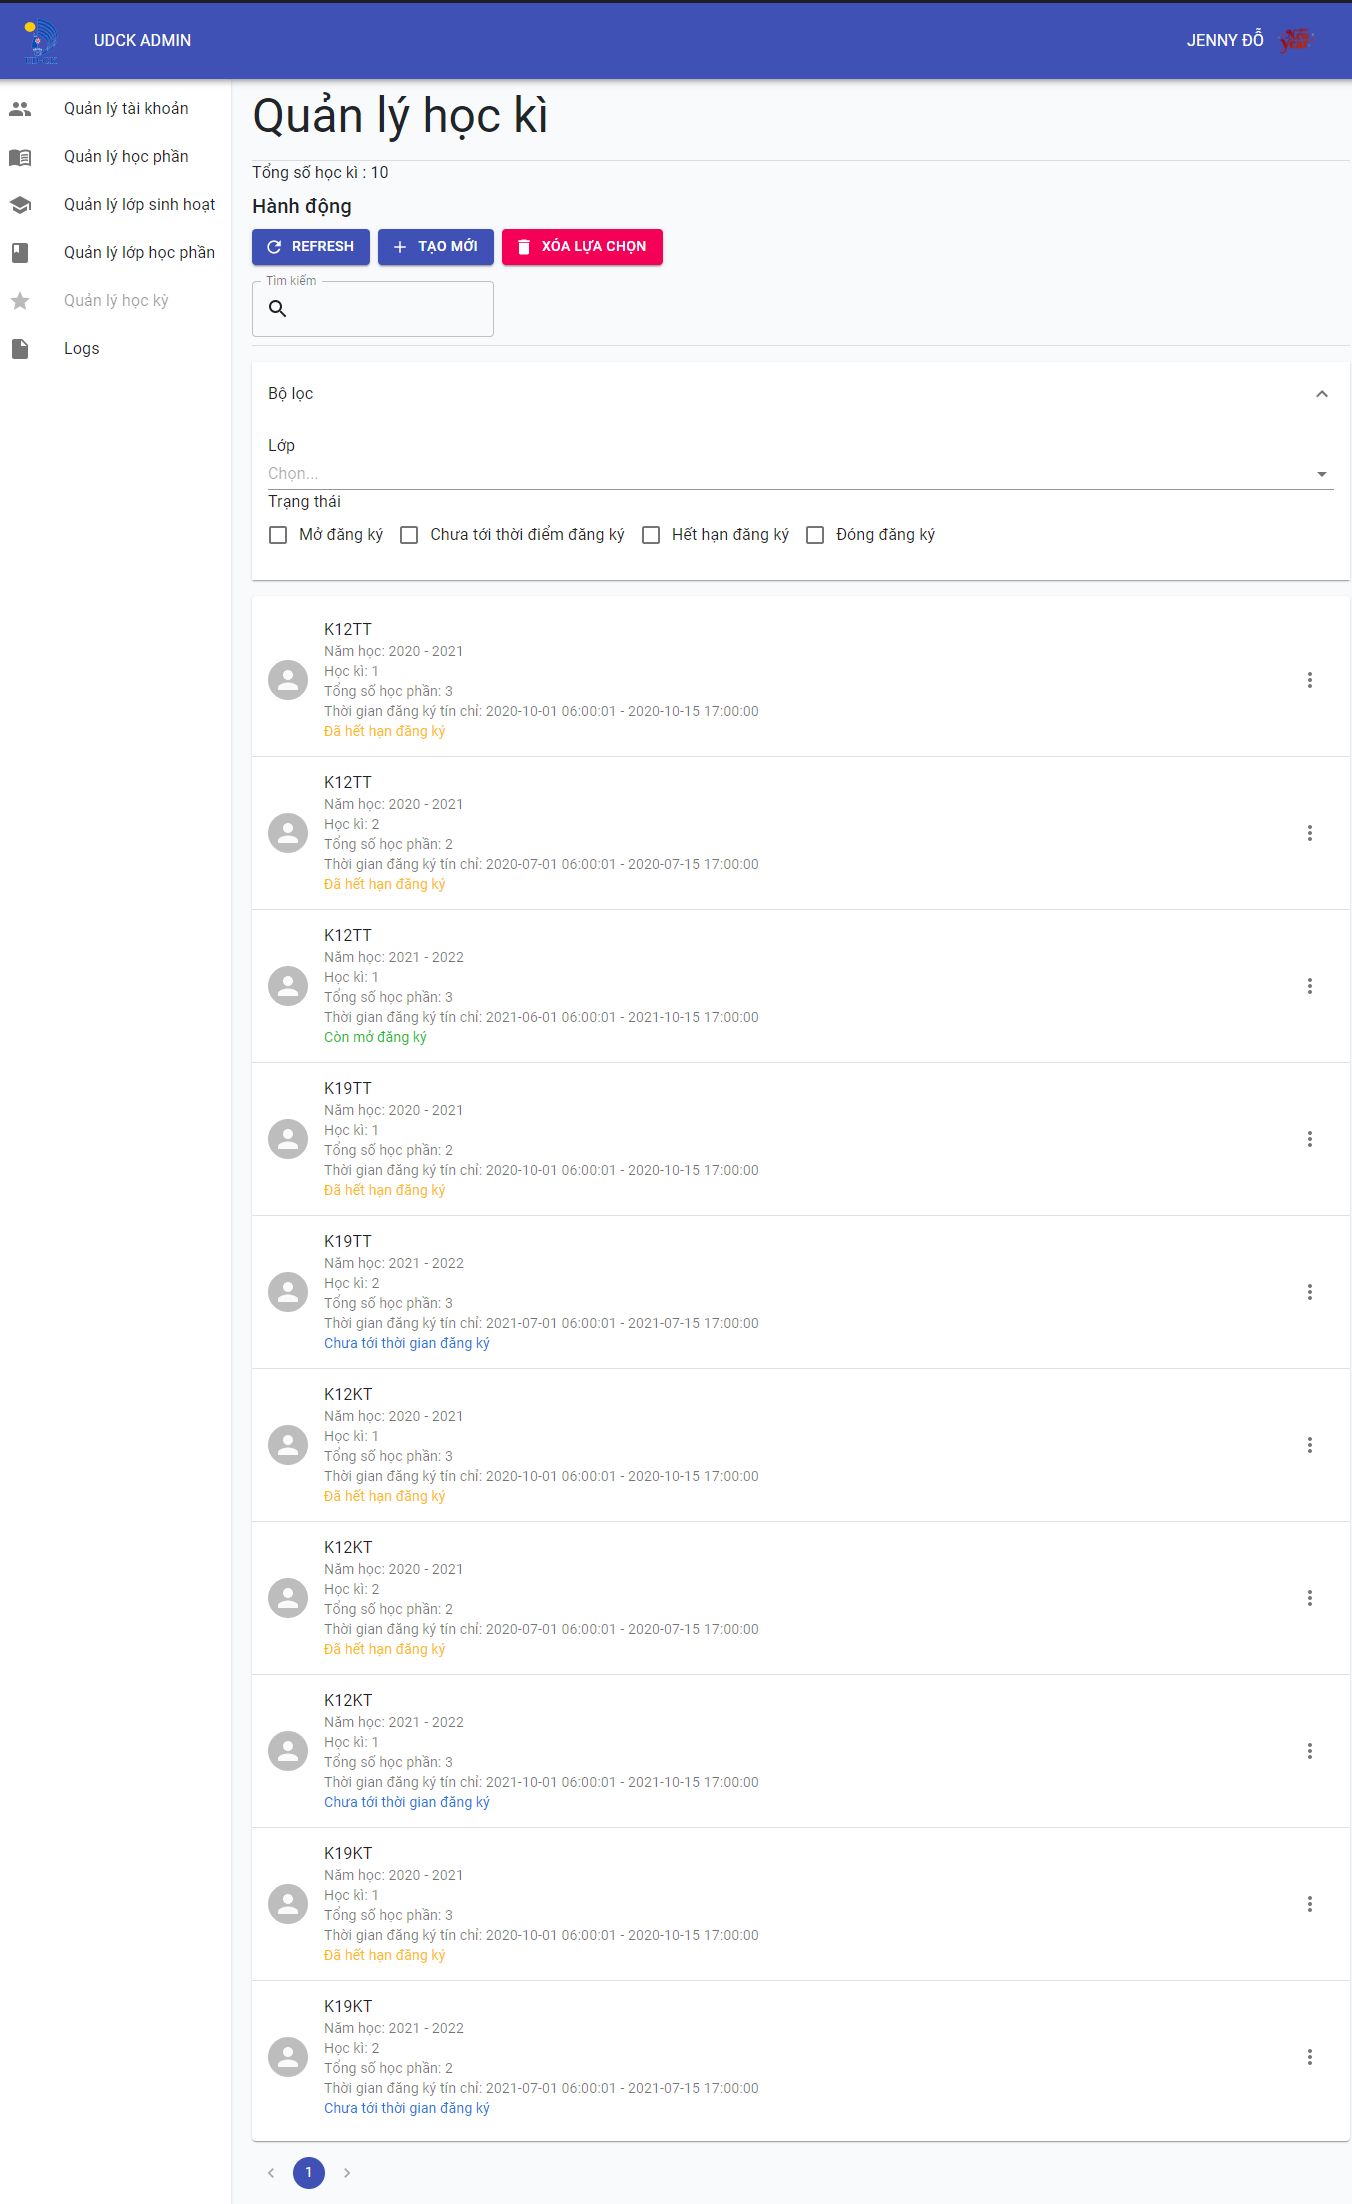 UDCK ADMIN
JENNY ĐỖ
Quản lý tài khoản
Quản lý học phần
Quản lý lớp sinh hoạt
Quản lý lớp học phần
Quản lý học kỳ
Logs
Quản lý học kì
Tổng số học kì : 10
Hành động
REFRESH
TẠO MỚI
XÓA LỰA CHỌN
Tìm kiếm
Bộ lọc
Lớp
Chọn...
Trạng thái
Mở đăng ký
Chưa tới thời điểm đăng ký
Hết hạn đăng ký
Đóng đăng ký
K12TT
Năm học: 2020 - 2021
Học kì: 1
Tổng số học phần: 3
Thời gian đăng ký tín chỉ: 2020-10-01 06:00:01 - 2020-10-15 17:00:00
Đã hết hạn đăng ký
K12TT
Năm học: 2020 - 2021
Học kì: 2
Tổng số học phần: 2
Thời gian đăng ký tín chỉ: 2020-07-01 06:00:01 - 2020-07-15 17:00:00
Đã hết hạn đăng ký
K12TT
Năm học: 2021 - 2022
Học kì: 1
Tổng số học phần: 3
Thời gian đăng ký tín chỉ: 2021-06-01 06:00:01 - 2021-10-15 17:00:00
Còn mở đăng ký
K19TT
Năm học: 2020 - 2021
Học kì: 1
Tổng số học phần: 2
Thời gian đăng ký tín chỉ: 2020-10-01 06:00:01 - 2020-10-15 17:00:00
Đã hết hạn đăng ký
K19TT
Năm học: 2021 - 2022
Học kì: 2
Tổng số học phần: 3
Thời gian đăng ký tín chỉ: 2021-07-01 06:00:01 - 2021-07-15 17:00:00
Chưa tới thời gian đăng ký
K12KT
Năm học: 2020 - 2021
Học kì: 1
Tổng số học phần: 3
Thời gian đăng ký tín chỉ: 2020-10-01 06:00:01 - 2020-10-15 17:00:00
Đã hết hạn đăng ký
K12KT
Năm học: 2020 - 2021
Học kì: 2
Tổng số học phần: 2
Thời gian đăng ký tín chỉ: 2020-07-01 06:00:01 - 2020-07-15 17:00:00
Đã hết hạn đăng ký
K12KT
Năm học: 2021 - 2022
Học kì: 1
Tổng số học phần: 3
Thời gian đăng ký tín chỉ: 2021-10-01 06:00:01 - 2021-10-15 17:00:00
Chưa tới thời gian đăng ký
K19KT
Năm học: 2020 - 2021
Học kì: 1
Tổng số học phần: 3
Thời gian đăng ký tín chỉ: 2020-10-01 06:00:01 - 2020-10-15 17:00:00
Đã hết hạn đăng ký
K19KT
Năm học: 2021 - 2022
Học kì: 2
Tổng số học phần: 2
Thời gian đăng ký tín chỉ: 2021-07-01 06:00:01 - 2021-07-15 17:00:00
Chưa tới thời gian đăng ký
1